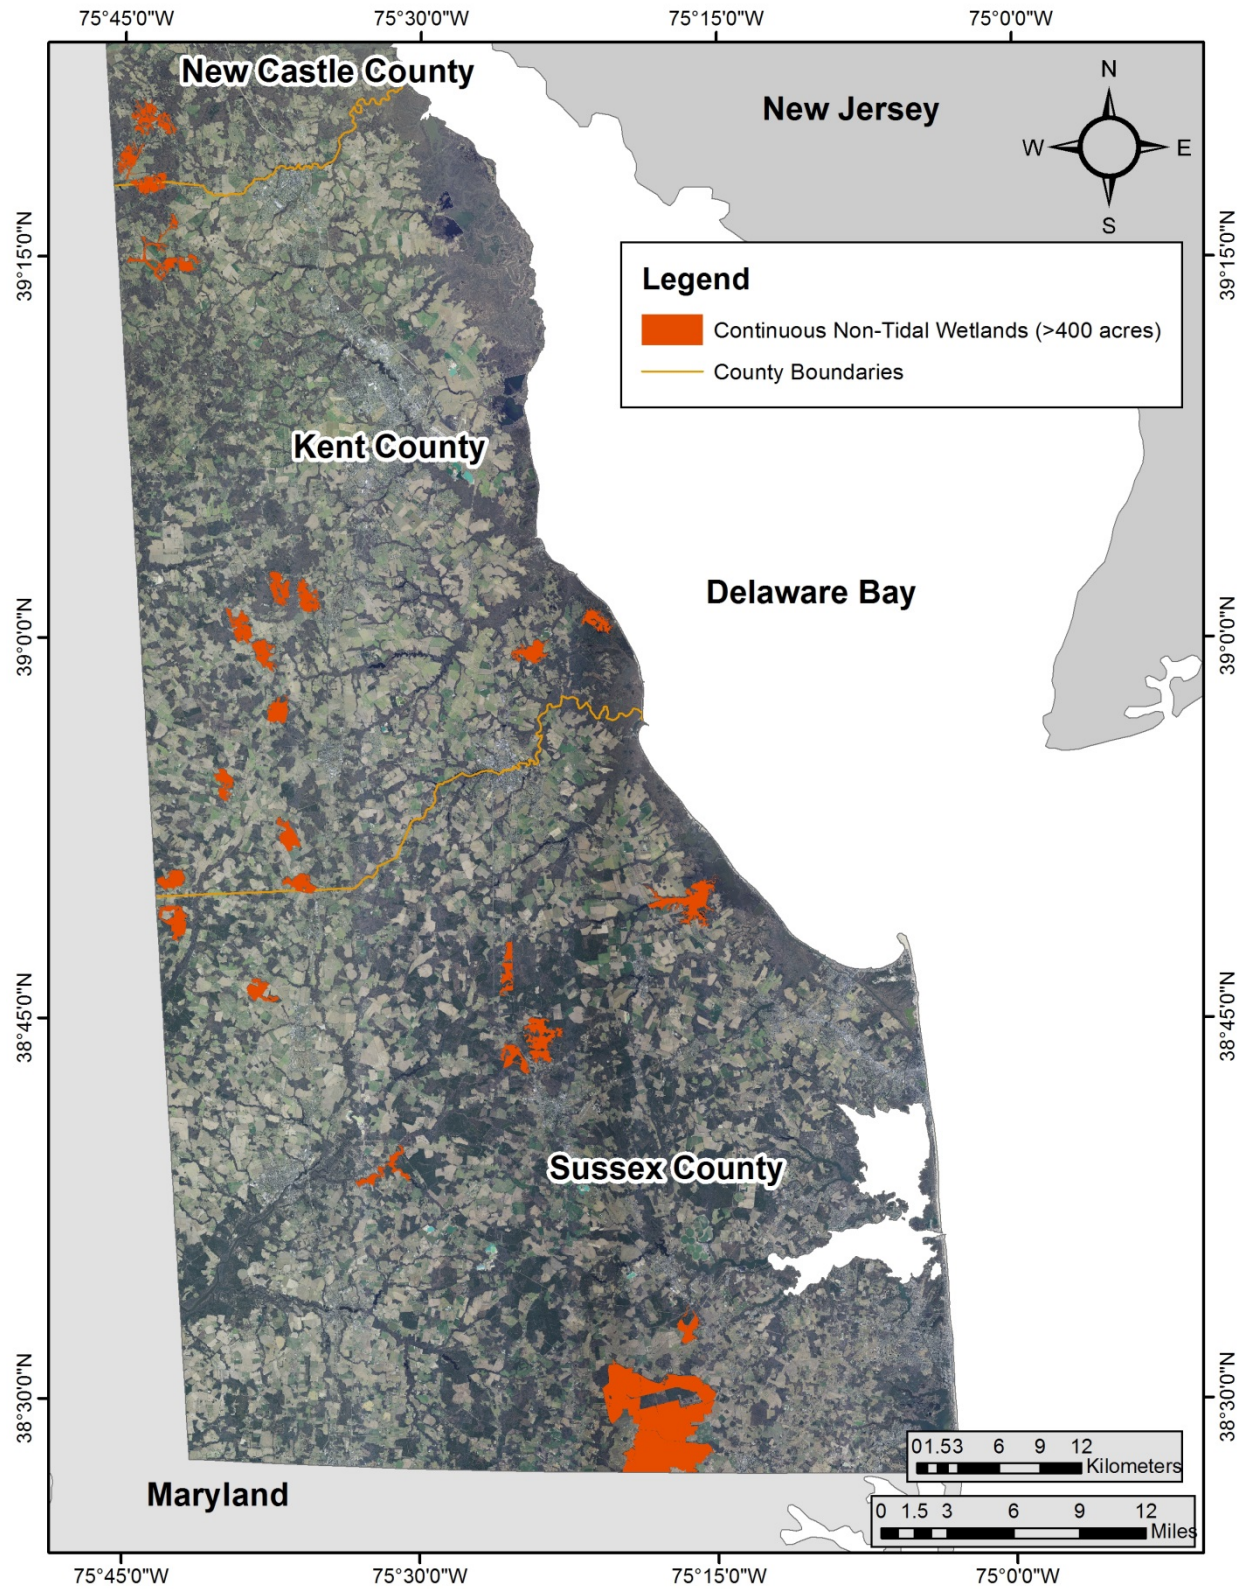 75°45'0"W 75°30'0"W 75°15'0"W 75°0'0"W
New Castle County
New Jersey
N
W E
S
39°15'0"N 39°15'0"N
Legend
Continuous Non-Tidal Wetlands (>400 acres)
County Boundaries
Kent County
Delaware Bay
39°0'0"N 39°0'0"N
38°45'0"N 38°45'0"N
Sussex County
38°30'0"N 38°30'0"N
0 1.5 3 6 9 12
Kilometers
Maryland
0 1.5 3 6 9 12
Miles
75°45'0"W 75°30'0"W 75°15'0"W 75°0'0"W